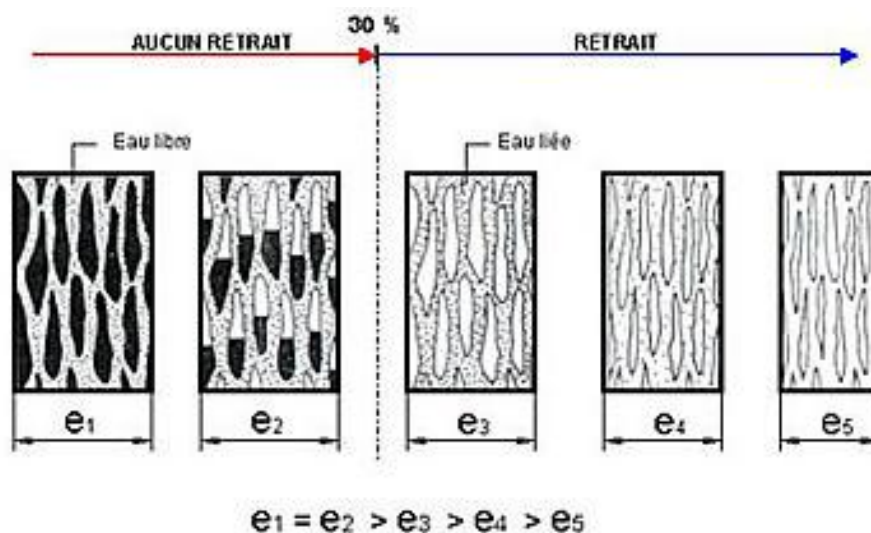 30 %
AUCUN RETRAIT
RETRAIT
Eau libre
Eau liée
e1
e2
e3
e4
e5
e1 = e2 > e3 > e4 > e5